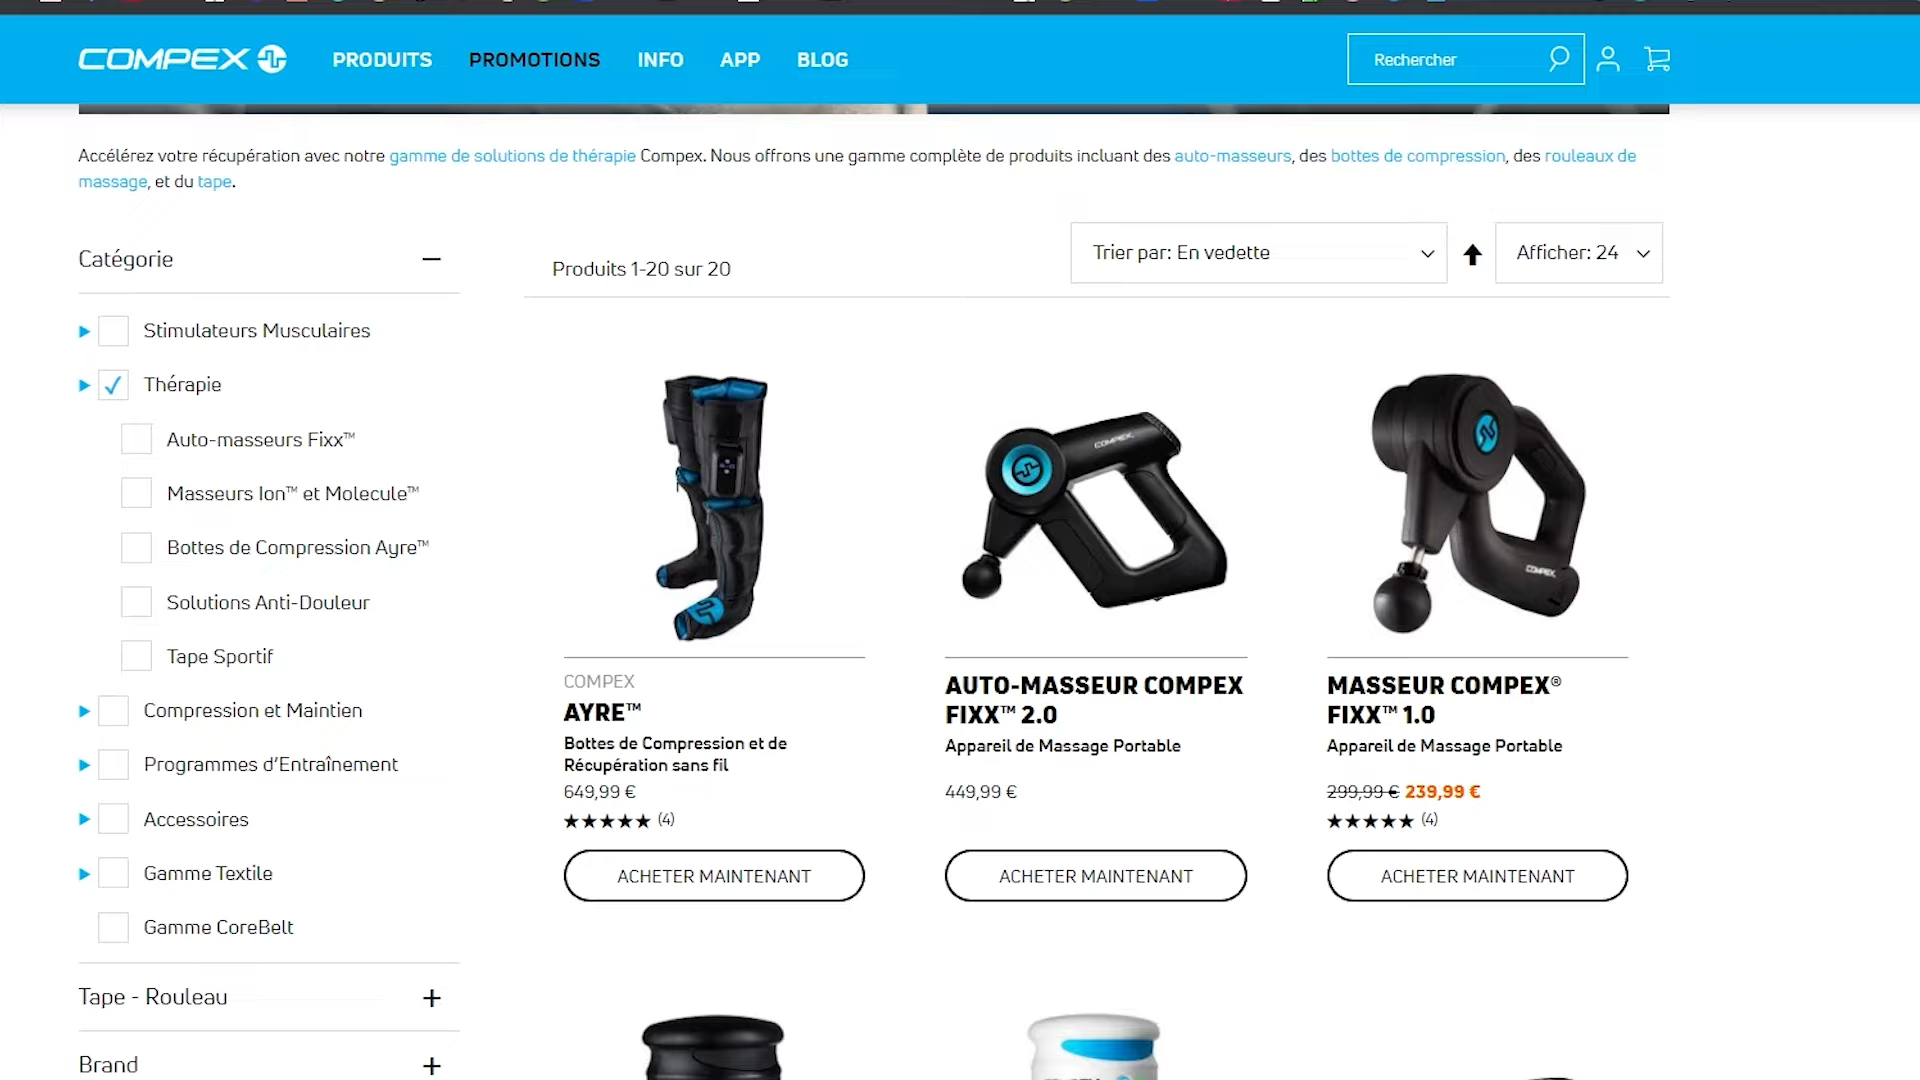 COMPEX
PRODUITS
PROMOTIONS
INFO
APP
BLOG
Rechercher
Accélérez votre récupération avec notre gamme de solutions de thérapie Compex. Nous offrons une gamme complète de produits incluant des auto-masseurs, des bottes de compression, des rouleaux de
massage, et du tape.
Catégorie
Stimulateurs Musculaires
Thérapie
Auto-masseurs Fixx™
Masseurs Ion™ et Molecule™
Bottes de Compression Ayre™
Solutions Anti-Douleur
Tape Sportif
Compression et Maintien
Programmes d'Entraînement
Accessoires
Gamme Textile
Gamme CoreBelt
Tape - Rouleau
Brand
Produits 1-20 sur 20
Trier par: En vedette
Afficher: 24
COMPEX
AYRE™
Bottes de Compression et de
Récupération sans fil
649,99 €
(4)
ACHETER MAINTENANT
COMPEX
AUTO-MASSEUR COMPEX
FIXX™ 2.0
Appareil de Massage Portable
449,99 €
ACHETER MAINTENANT
COMPEX
MASSEUR COMPEX®
FIXX™ 1.0
Appareil de Massage Portable
299,99 € 239,99 €
(4)
ACHETER MAINTENANT